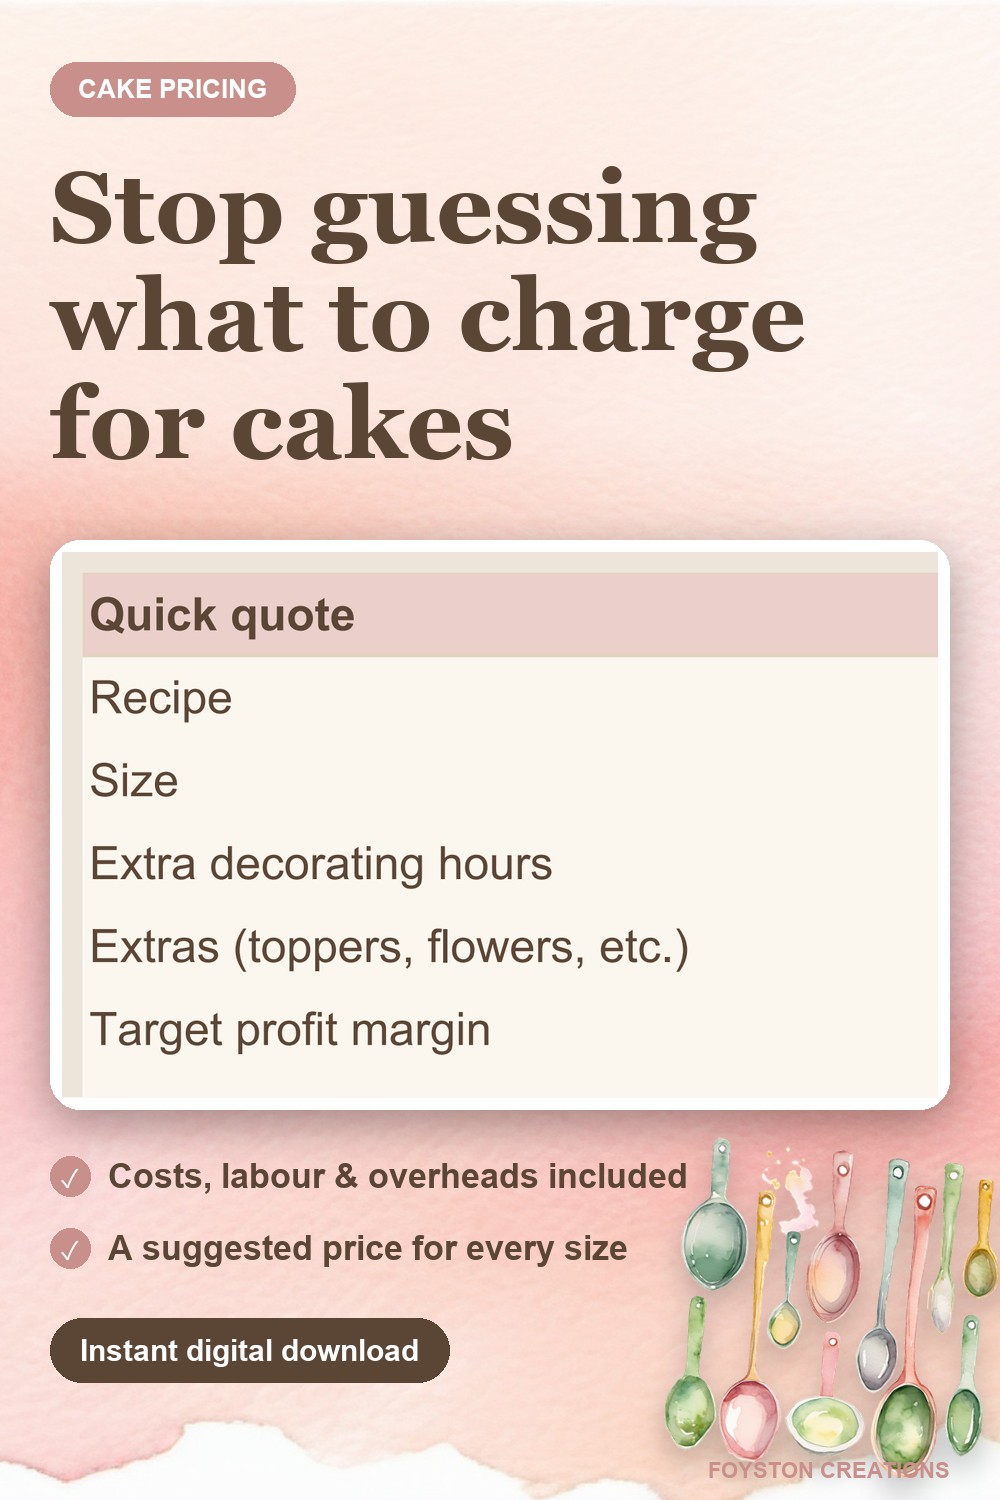 CAKE PRICING
Stop guessing
what to charge
for cakes
Quick quote
Recipe
Size
Extra decorating hours
Extras (toppers, flowers, etc.)
Target profit margin
Costs, labour & overheads included
A suggested price for every size
Instant digital download
FOYSTON CREATIONS